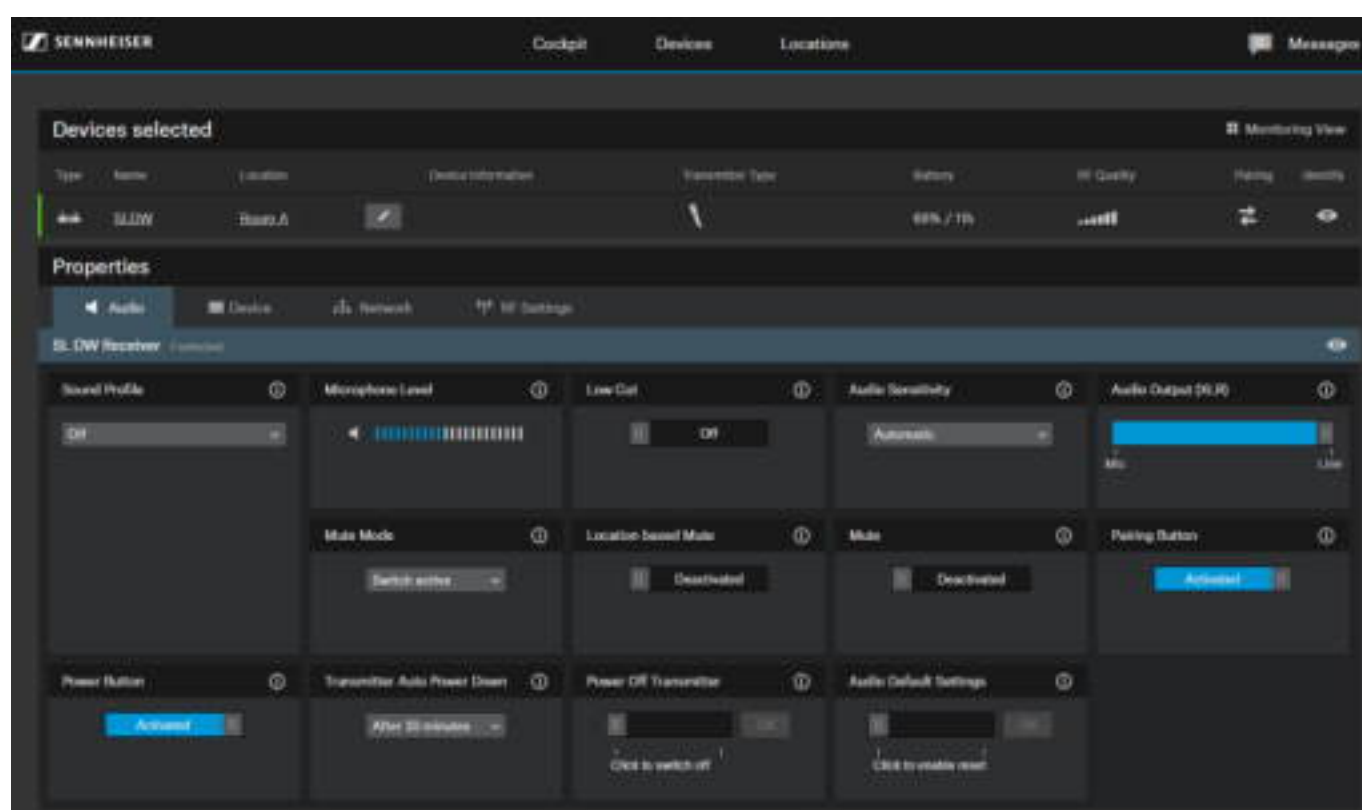 SENNHEISER Cockpit Devices Locations Messages
Devices selected Monitoring View
Type Name Location Device Information Transmitter Type Battery RF Quality Pairing Identify
SLDW Room A
Properties
Audio Device Network RF Settings
SL DW Receiver
Sound Profile Microphone Level Low Cut Audio Sensitivity Audio Output (XLR)
Off Off Automatic
Mic Line
Mute Mode Location based Mute Mute Pairing Button
Switch active Deactivated Deactivated Activated
Power Button Transmitter Auto Power Down Power Off Transmitter Audio Default Settings
Activated After 30 minutes
Click to switch off Click to enable reset